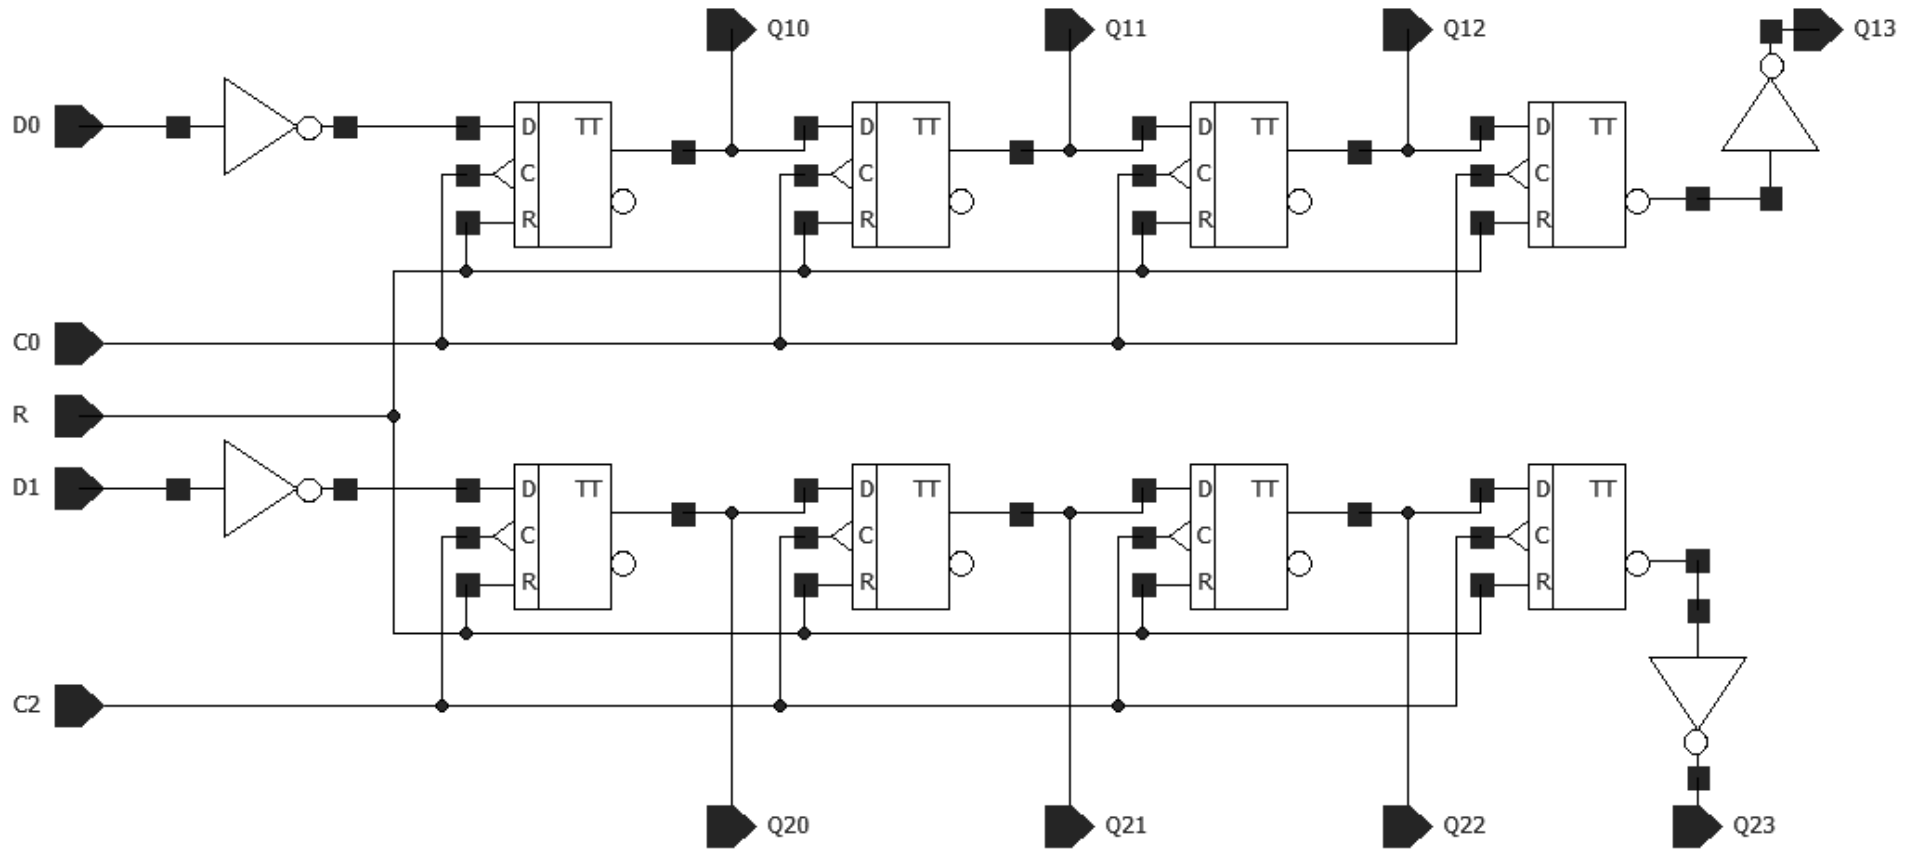 Q10 Q11 Q12 Q13
D0 D TT D TT D TT D TT
C C C C
R R R R
C0
R
D1 D TT D TT D TT D TT
C C C C
R R R R
C2
Q20 Q21 Q22 Q23